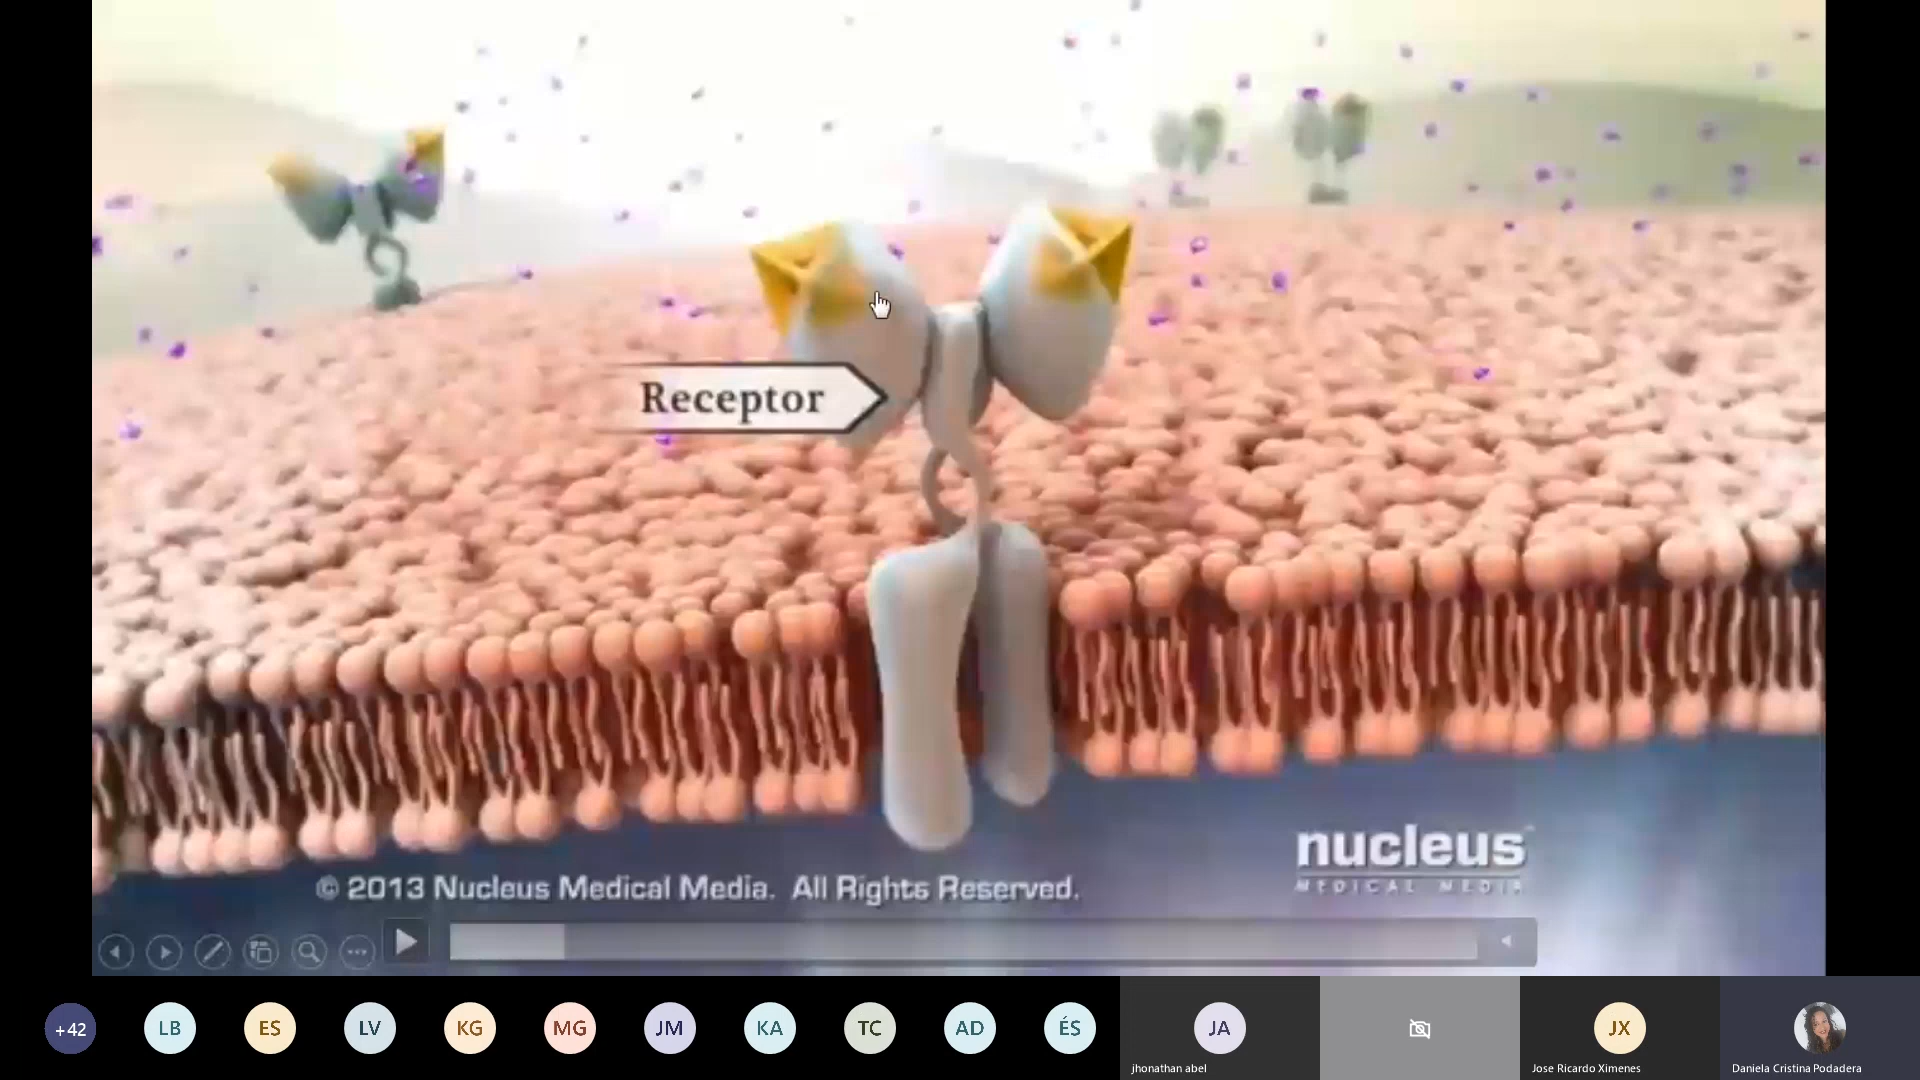 Receptor
nucleus
MEDICAL MEDIA
© 2013 Nucleus Medical Media. All Rights Reserved.
+42
LB
ES
LV
KG
MG
JM
KA
TC
AD
ÉS
JA
JX
jhonathan abel
Jose Ricardo Ximenes
Daniela Cristina Podadera